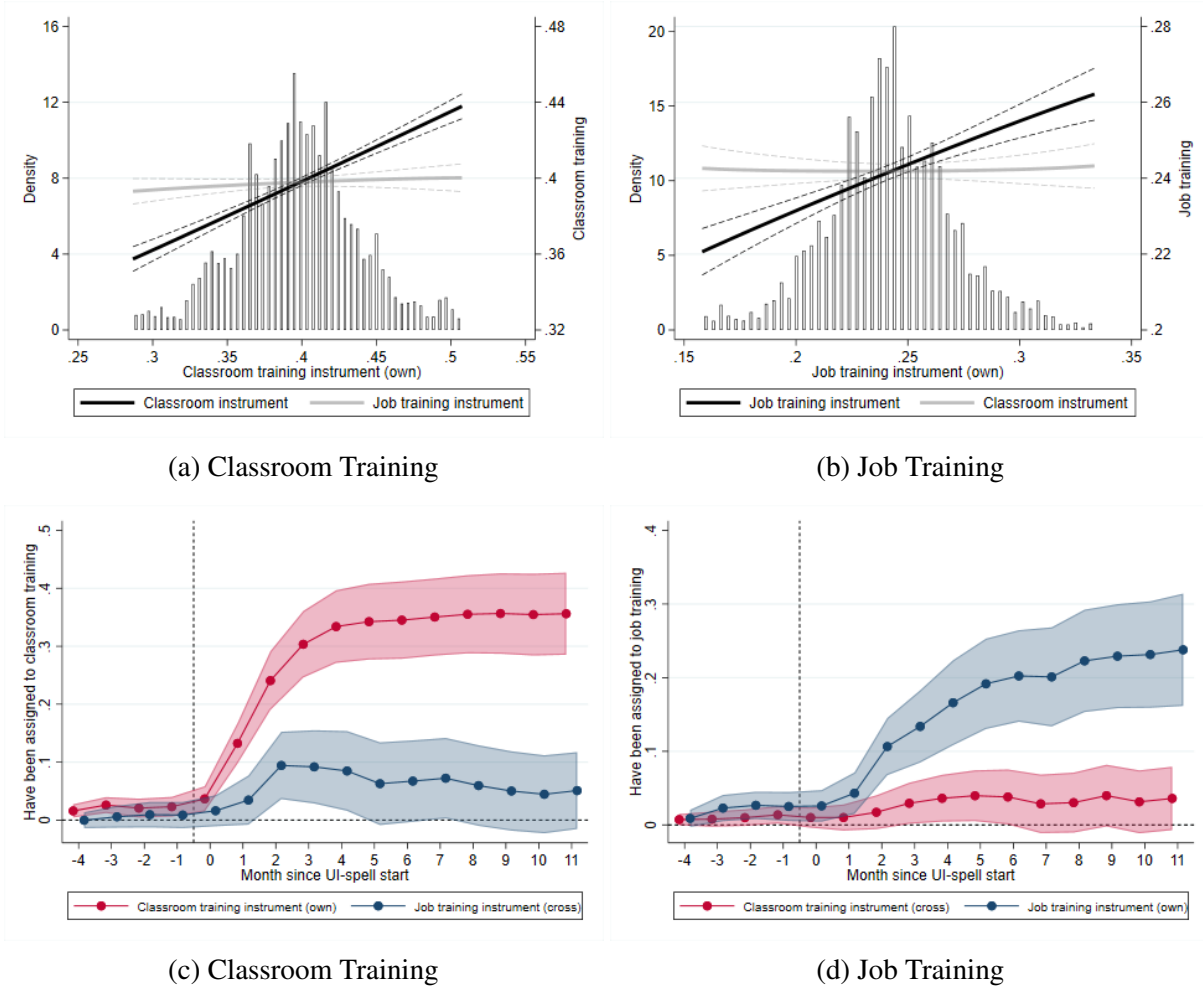 16
12
8
4
0
Density
.48
.44
.4
.36
.32
Classroom training
.25 .3 .35 .4 .45 .5 .55
Classroom training instrument (own)
Classroom instrument Job training instrument
(a) Classroom Training
20
15
10
5
0
Density
.28
.26
.24
.22
.2
Job training
.15 .2 .25 .3 .35
Job training instrument (own)
Job training instrument Classroom instrument
(b) Job Training
.5
.4
.3
.2
.1
0
Have been assigned to classroom training
-4 -3 -2 -1 0 1 2 3 4 5 6 7 8 9 10 11
Month since UI-spell start
Classroom training instrument (own) Job training instrument (cross)
(c) Classroom Training
.4
.3
.2
.1
0
Have been assigned to job training
-4 -3 -2 -1 0 1 2 3 4 5 6 7 8 9 10 11
Month since UI-spell start
Classroom training instrument (cross) Job training instrument (own)
(d) Job Training